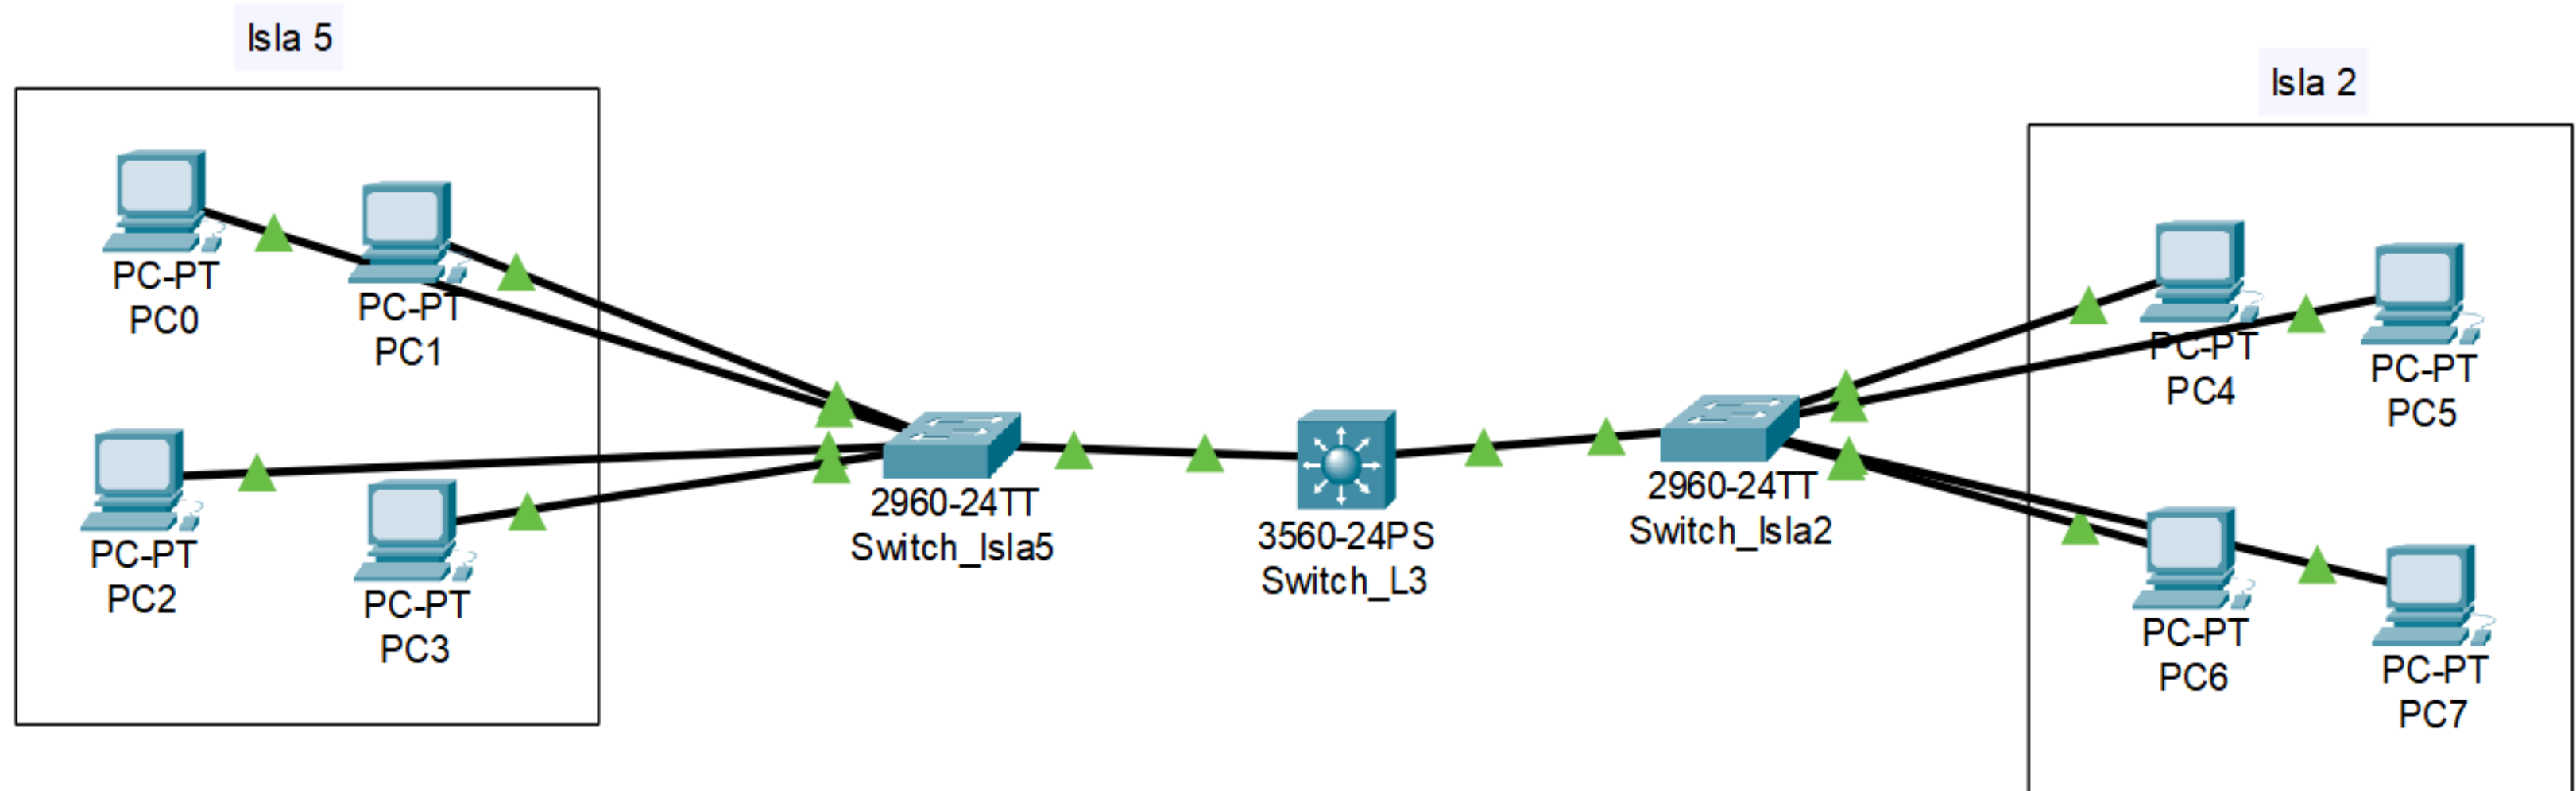 Isla 5
Isla 2
PC-PT
PC0
PC-PT
PC1
PC-PT
PC2
PC-PT
PC3
2960-24TT
Switch_Isla5
3560-24PS
Switch_L3
2960-24TT
Switch_Isla2
PC-PT
PC4
PC-PT
PC5
PC-PT
PC6
PC-PT
PC7